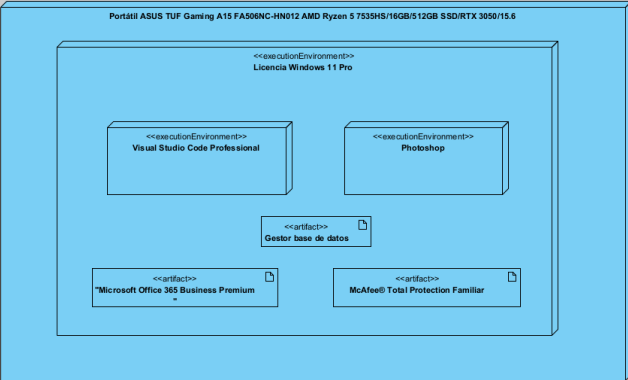 Portátil ASUS TUF Gaming A15 FA506NC-HN012 AMD Ryzen 5 7535HS/16GB/512GB SSD/RTX 3050/15.6
<<executionEnvironment>>
Licencia Windows 11 Pro
<<executionEnvironment>>
Visual Studio Code Professional
<<executionEnvironment>>
Photoshop
<<artifact>>
Gestor base de datos
<<artifact>>
"Microsoft Office 365 Business Premium
"
<<artifact>>
McAfee® Total Protection Familiar